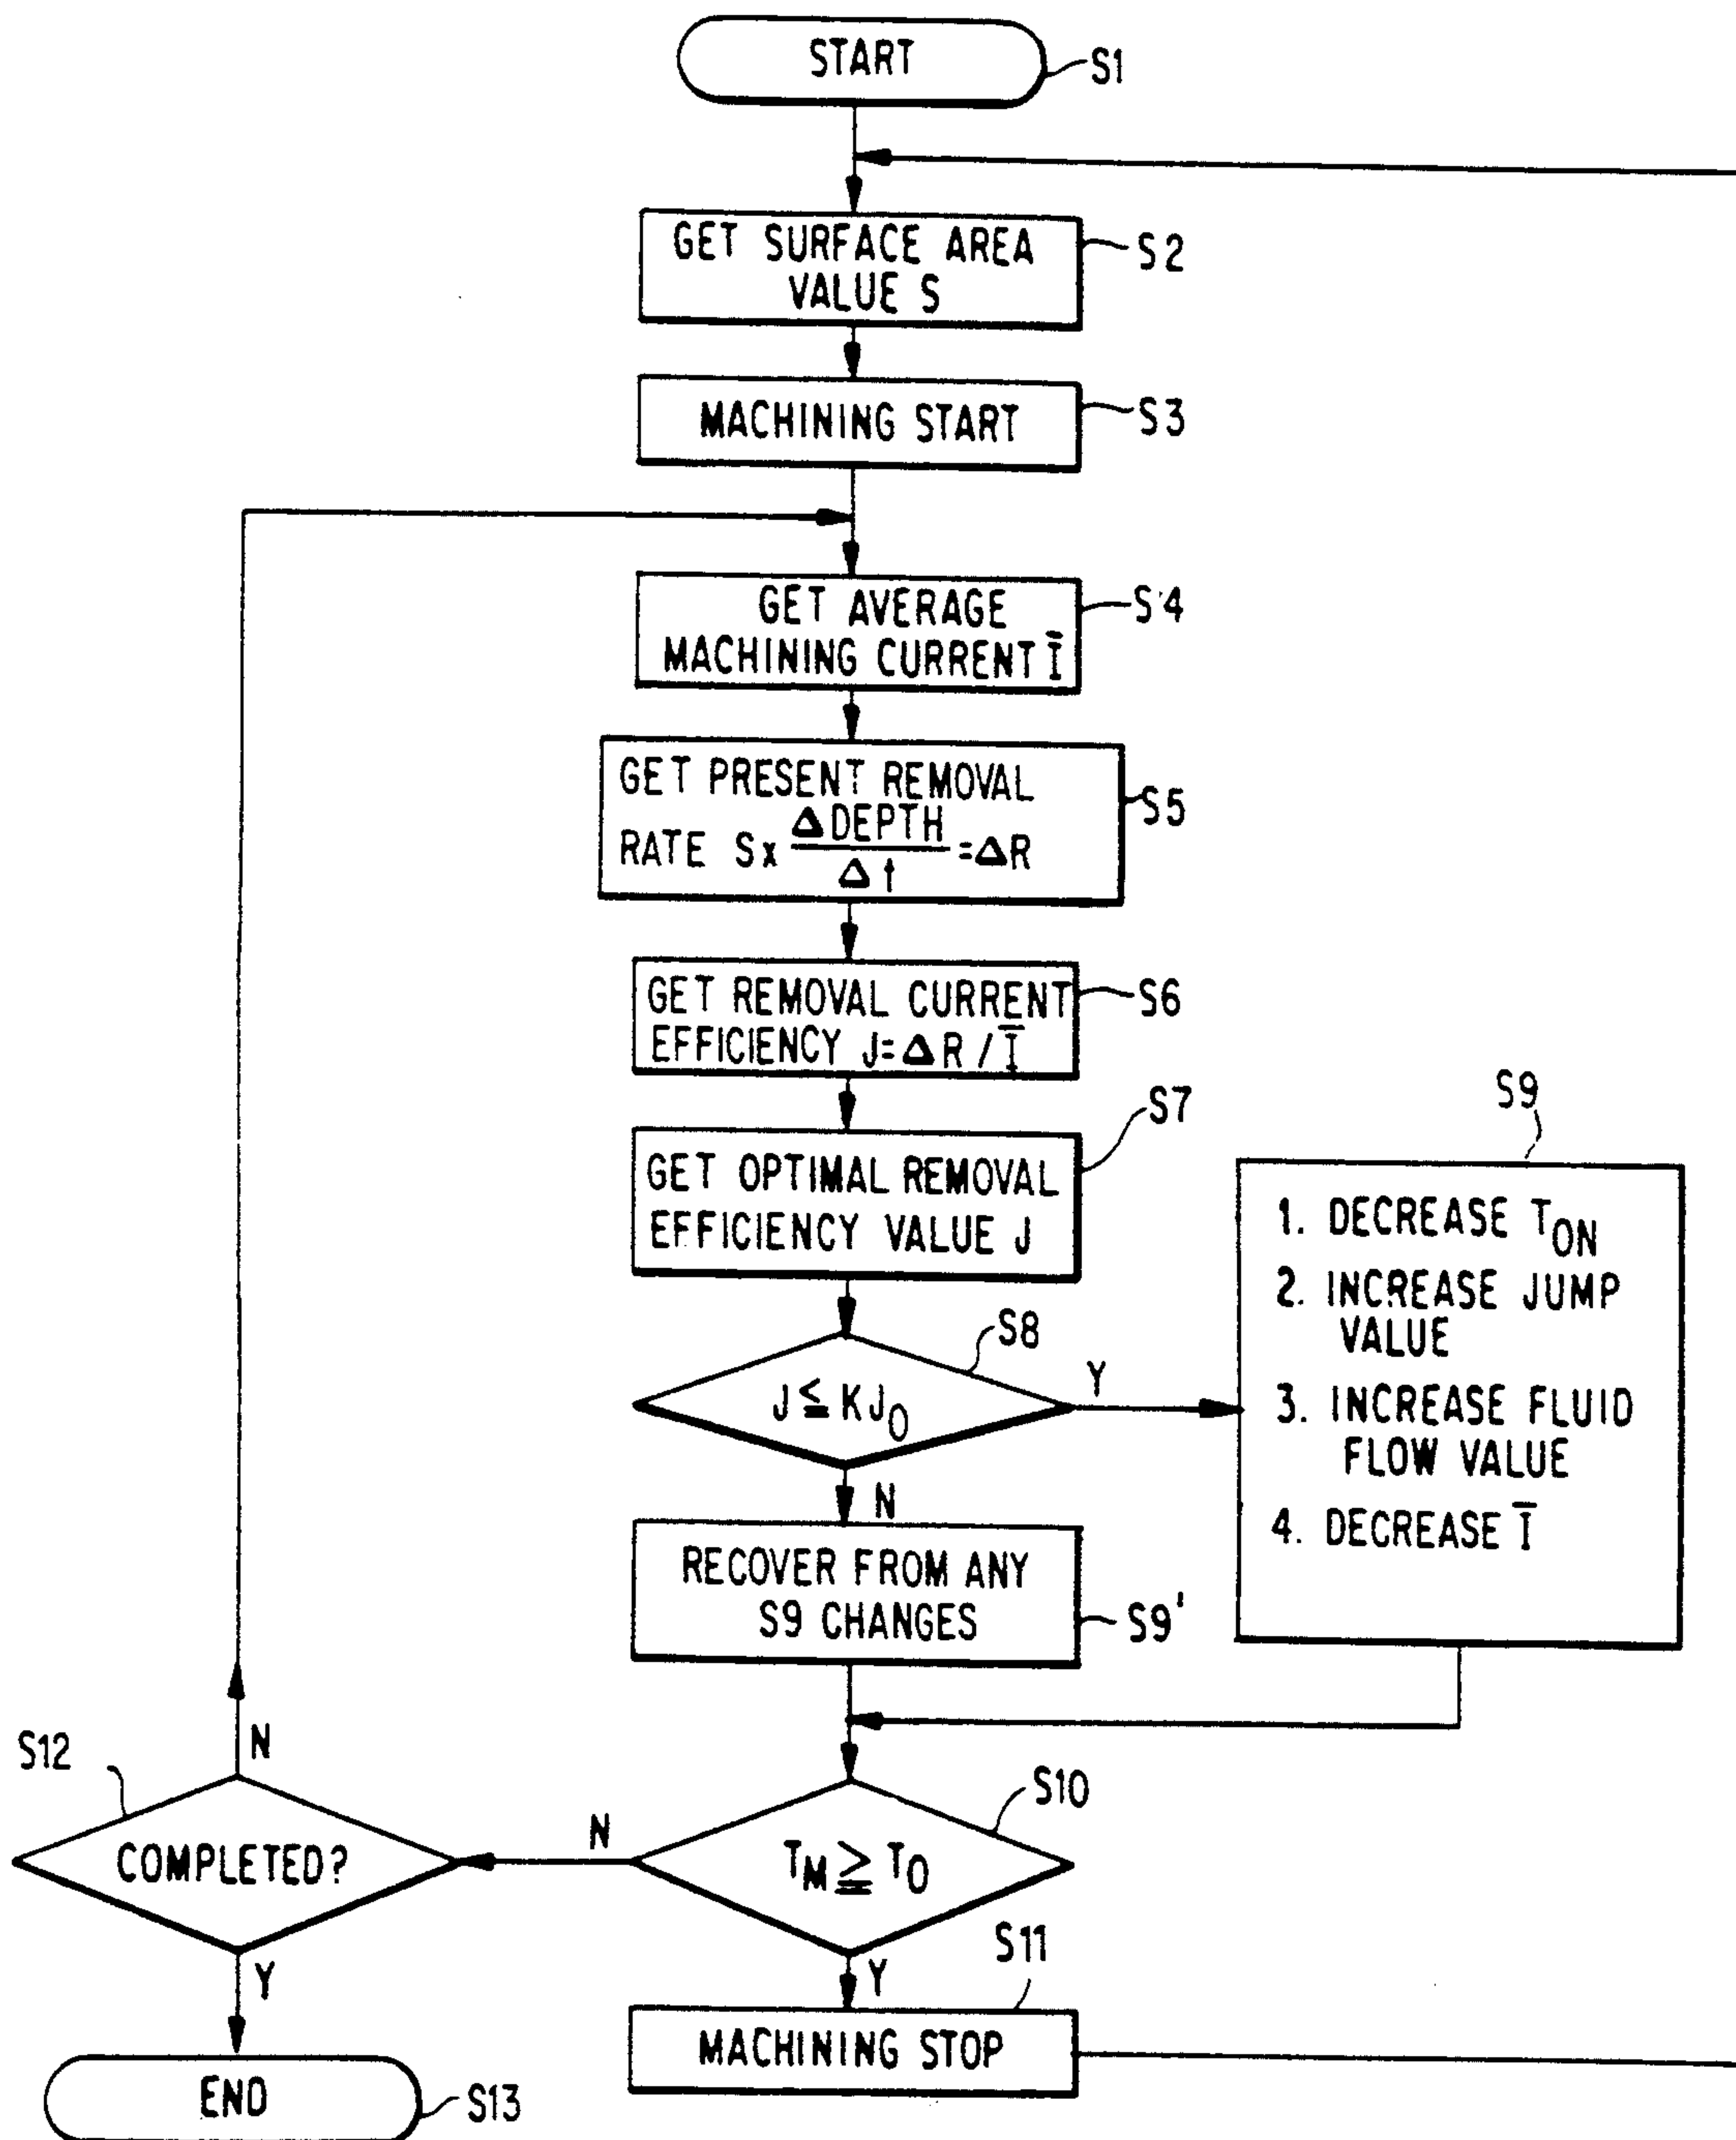 START
S1
GET SURFACE AREA
VALUE S
S2
MACHINING START
S3
GET AVERAGE
MACHINING CURRENT Ī
S4
GET PRESENT REMOVAL
RATE S x ΔDEPTH / Δt = ΔR
S5
GET REMOVAL CURRENT
EFFICIENCY J = ΔR / Ī
S6
S7
GET OPTIMAL REMOVAL
EFFICIENCY VALUE J
S8
J ≦ KJ0
Y
N
S9
1. DECREASE TON
2. INCREASE JUMP
VALUE
3. INCREASE FLUID
FLOW VALUE
4. DECREASE Ī
RECOVER FROM ANY
S9 CHANGES
S9'
S10
TM ≧ T0
N
Y
S12
COMPLETED?
N
Y
S11
MACHINING STOP
END
S13